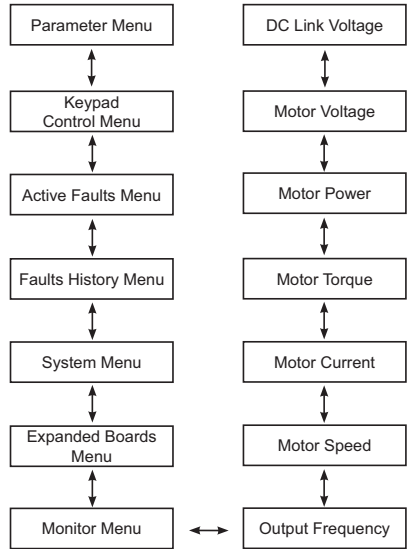 Parameter Menu
Keypad
Control Menu
Active Faults Menu
Faults History Menu
System Menu
Expanded Boards
Menu
Monitor Menu
DC Link Voltage
Motor Voltage
Motor Power
Motor Torque
Motor Current
Motor Speed
Output Frequency